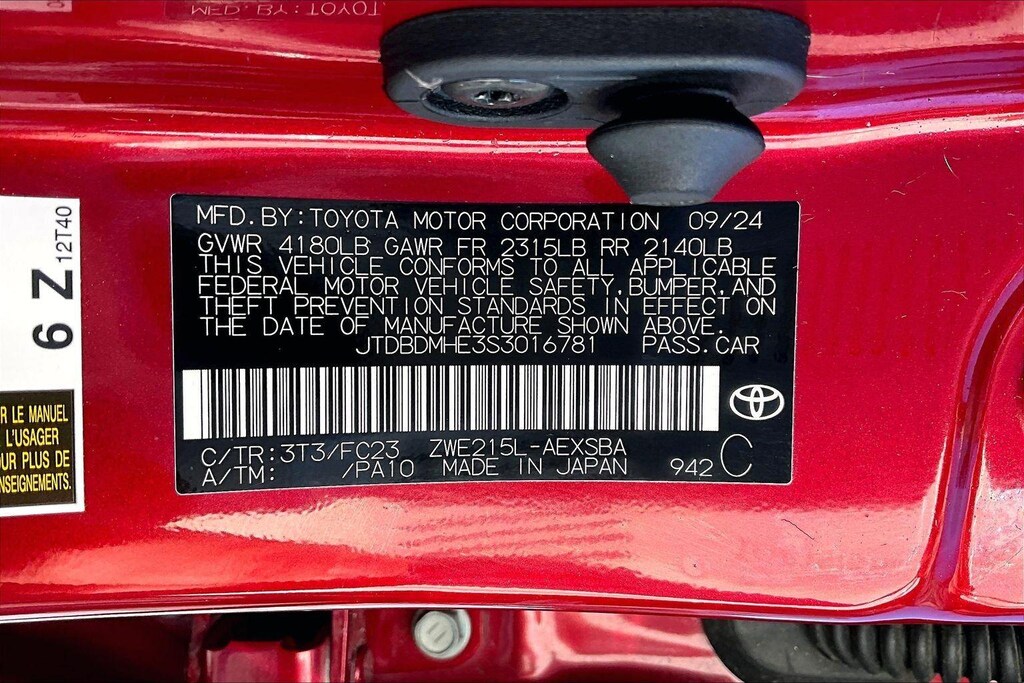 MFD.BY:TOYOTA MOTOR CORPORATION 09/24
GVWR 4180LB GAWR FR 2315LB RR 2140LB
THIS VEHICLE CONFORMS TO ALL APPLICABLE
FEDERAL MOTOR VEHICLE SAFETY,BUMPER,AND
THEFT PREVENTION STANDARDS IN EFFECT ON
THE DATE OF MANUFACTURE SHOWN ABOVE.
JTDBDMHE3S3016781 PASS.CAR
C/TR:3T3/FC23 ZWE215L-AEXSBA
A/TM: /PA10 MADE IN JAPAN 942 C
6 Z 12T40
R LE MANUEL
L'USAGER
OUR PLUS DE
NSEIGNEMENTS.